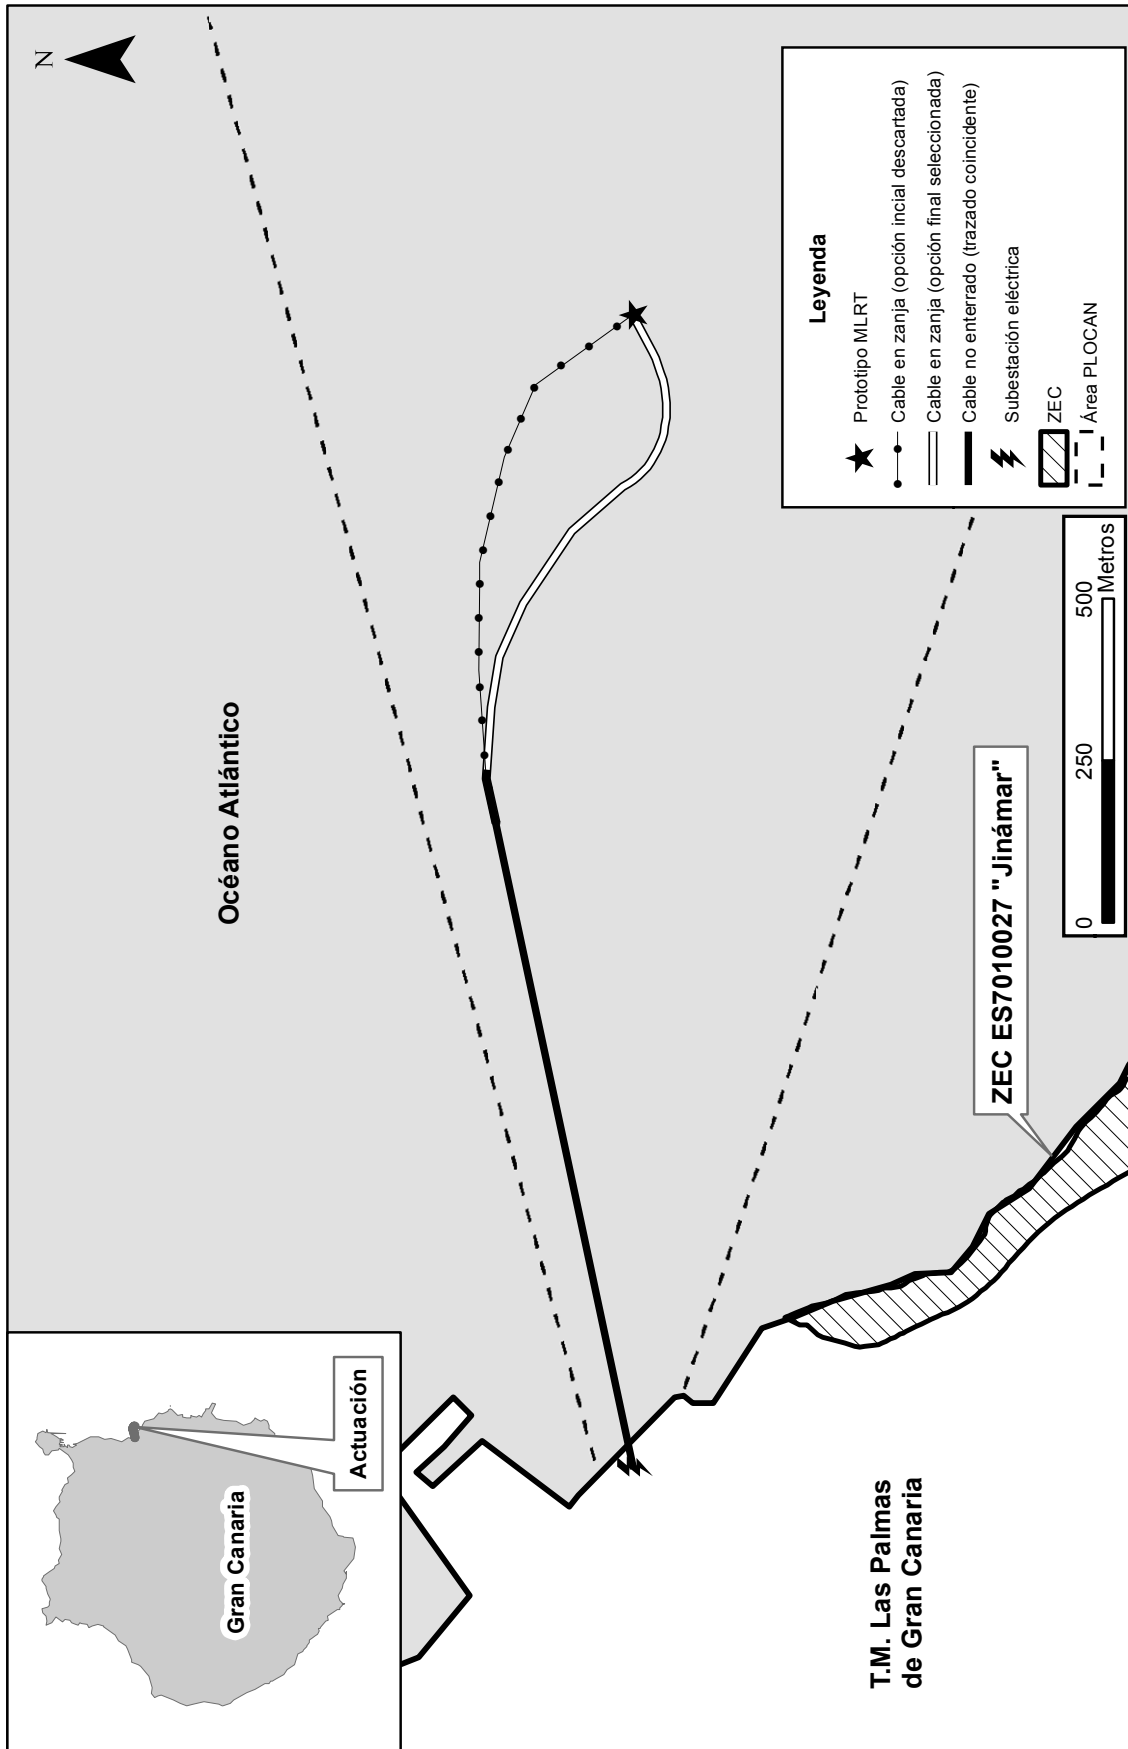 N
Océano Atlántico
Gran Canaria
Actuación
T.M. Las Palmas
de Gran Canaria
ZEC ES7010027 "Jinámar"
Leyenda
Prototipo MLRT
Cable en zanja (opción incial descartada)
Cable en zanja (opción final seleccionada)
Cable no enterrado (trazado coincidente)
Subestación eléctrica
ZEC
Área PLOCAN
0 250 500
Metros